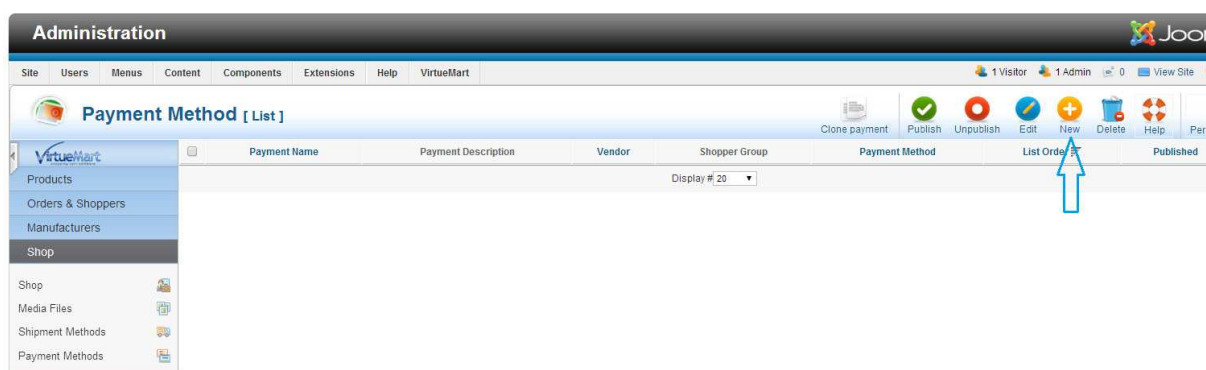 Administration
Site Users Menus Content Components Extensions Help VirtueMart 1 Visitor 1 Admin 0 View Site
Payment Method [ List ]
Clone payment Publish Unpublish Edit New Delete Help
VirtueMart
Payment Name Payment Description Vendor Shopper Group Payment Method List Order Published
Products
Display # 20
Orders & Shoppers
Manufacturers
Shop
Shop
Media Files
Shipment Methods
Payment Methods